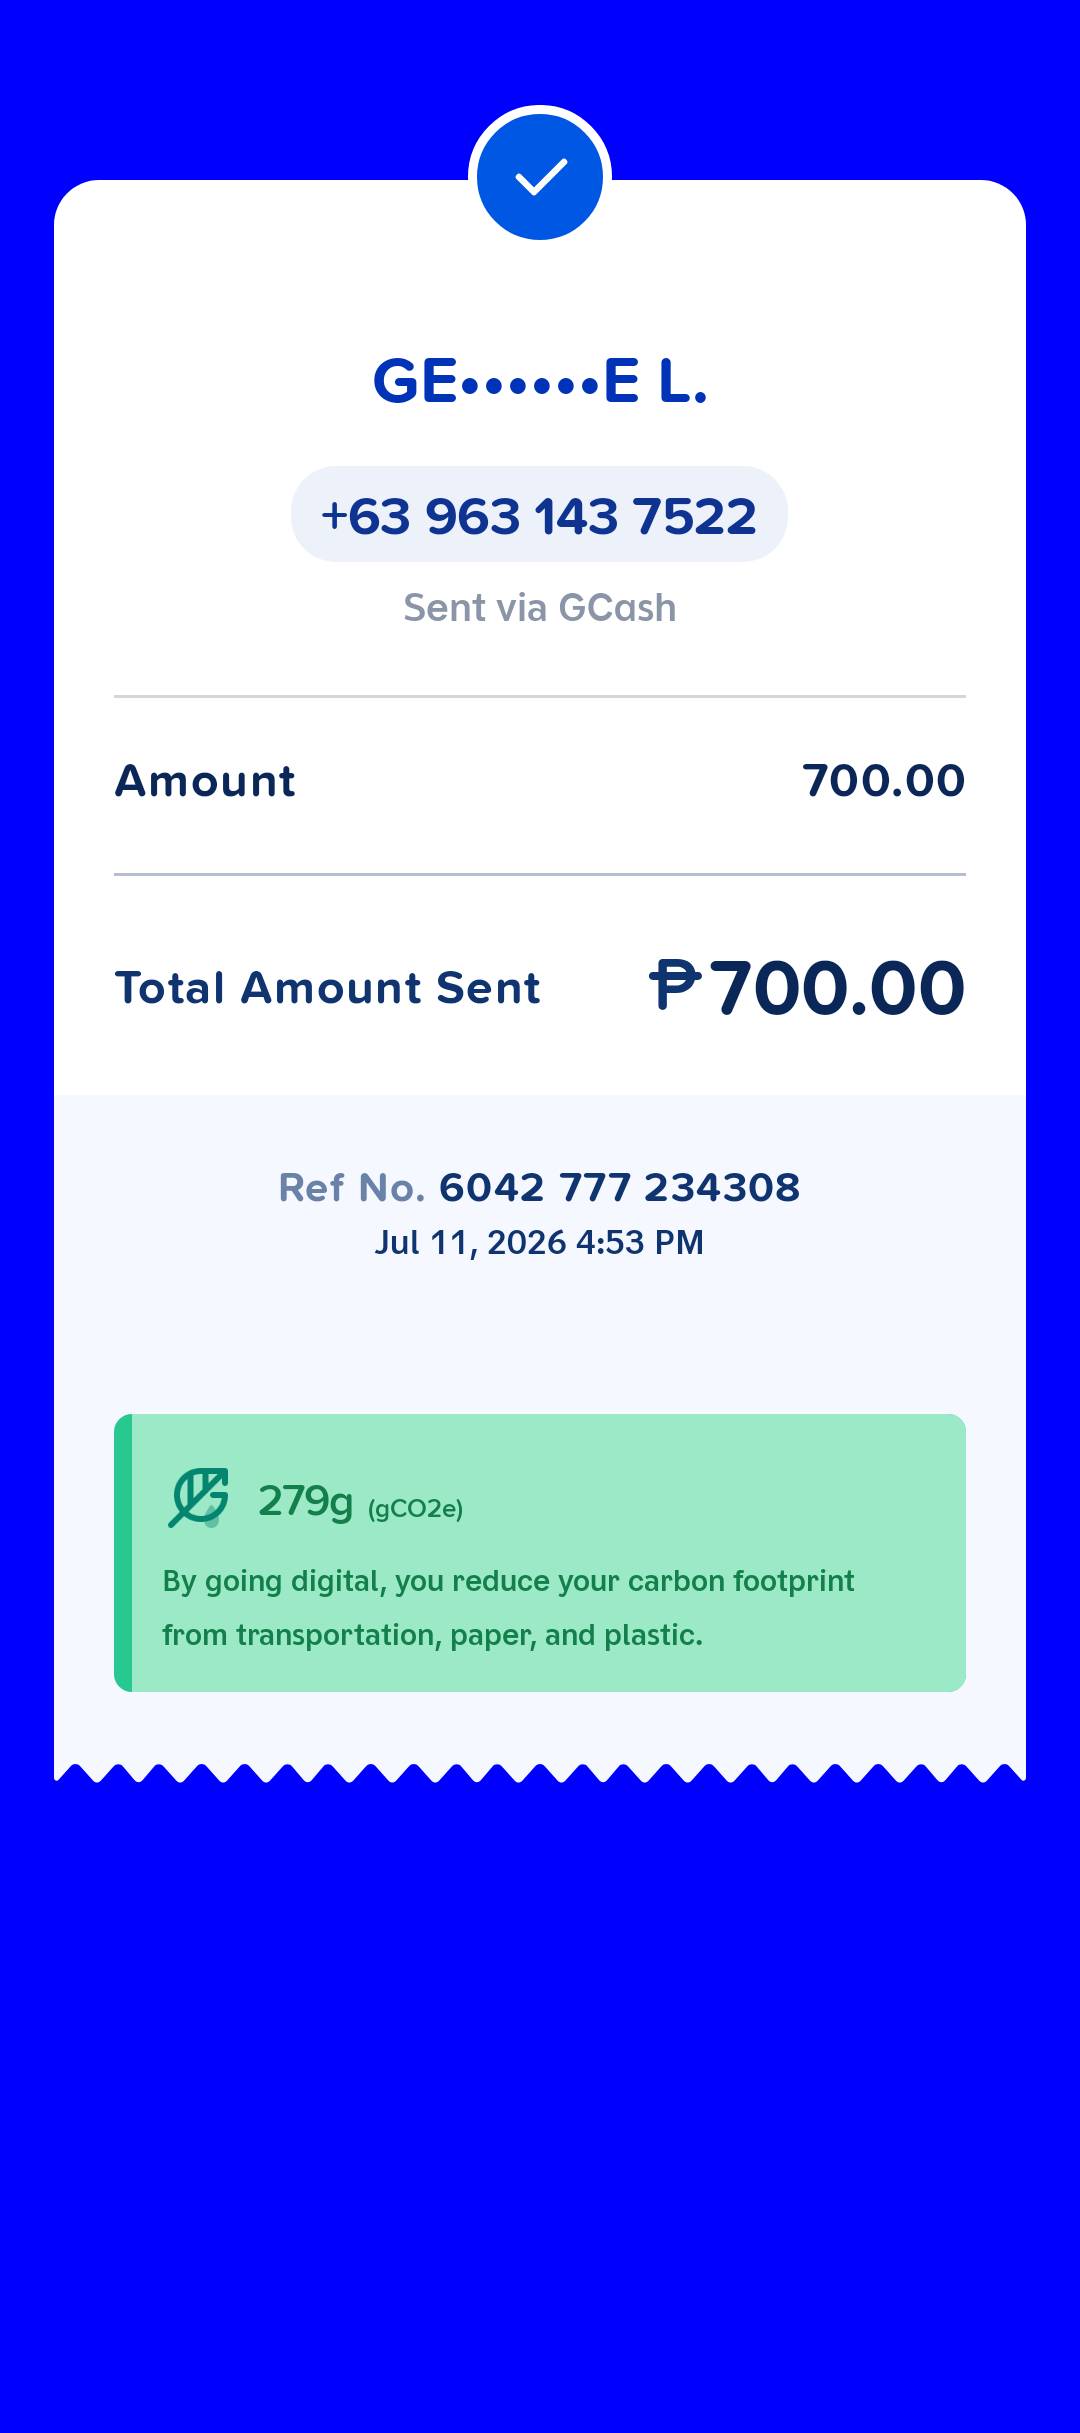 GE••••••E L.
+63 963 143 7522
Sent via GCash
Amount 700.00
Total Amount Sent ₱700.00
Ref No. 6042 777 234308
Jul 11, 2026 4:53 PM
279g (gCO2e)
By going digital, you reduce your carbon footprint
from transportation, paper, and plastic.